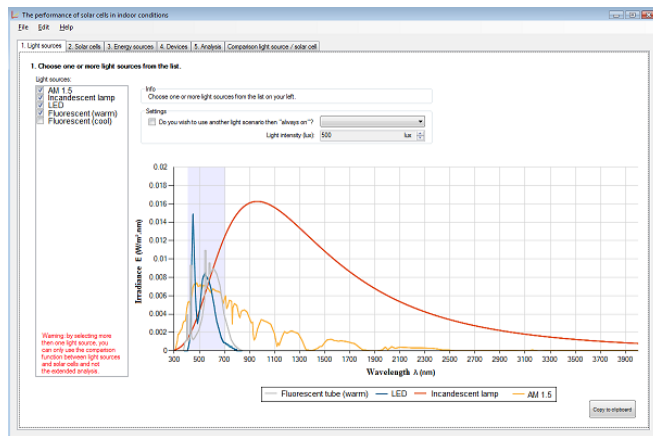 The performance of solar cells in indoor conditions
File Edit Help
1. Light sources 2. Solar cells 3. Energy sources 4. Devices 5. Analysis Comparison light source / solar cell
1. Choose one or more light sources from the list.
Light sources:
AM 1.5
Incandescent lamp
LED
Fluorescent (warm)
Fluorescent (cool)
Info
Choose one or more light sources from the list on your left.
Settings
Do you wish to use another light scenario then "always on"?
Light intensity (lux): 500 lux
0.02
0.018
0.016
0.014
0.012
0.01
0.008
0.006
0.004
0.002
0
Irradiance E (W/m².nm)
300 500 700 900 1100 1300 1500 1700 1900 2100 2300 2500 2700 2900 3100 3300 3500 3700 3900
Wavelength λ (nm)
Warning: by selecting more
then one light source, you
can only use the comparison
function between light sources
and solar cells and not
the extended analysis.
Fluorescent tube (warm) LED Incandescent lamp AM 1.5
Copy to clipboard